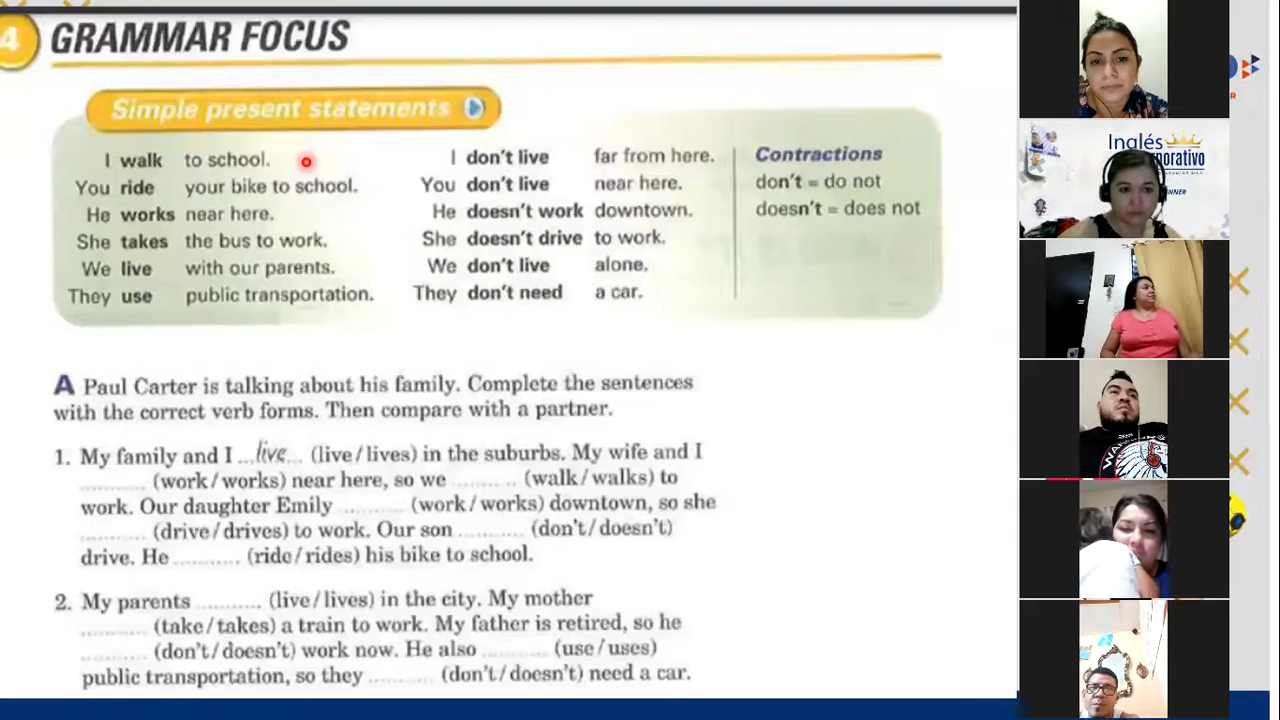 4 GRAMMAR FOCUS
Simple present statements
I walk to school.
You ride your bike to school.
He works near here.
She takes the bus to work.
We live with our parents.
They use public transportation.
I don't live far from here.
You don't live near here.
He doesn't work downtown.
She doesn't drive to work.
We don't live alone.
They don't need a car.
Contractions
don't = do not
doesn't = does not
A Paul Carter is talking about his family. Complete the sentences
with the correct verb forms. Then compare with a partner.
1. My family and I ...live... (live/lives) in the suburbs. My wife and I
.......... (work/works) near here, so we .......... (walk/walks) to
work. Our daughter Emily .......... (work/works) downtown, so she
.......... (drive/drives) to work. Our son .......... (don't/doesn't)
drive. He .......... (ride/rides) his bike to school.
2. My parents .......... (live/lives) in the city. My mother
.......... (take/takes) a train to work. My father is retired, so he
.......... (don't/doesn't) work now. He also .......... (use/uses)
public transportation, so they .......... (don't/doesn't) need a car.
Inglés